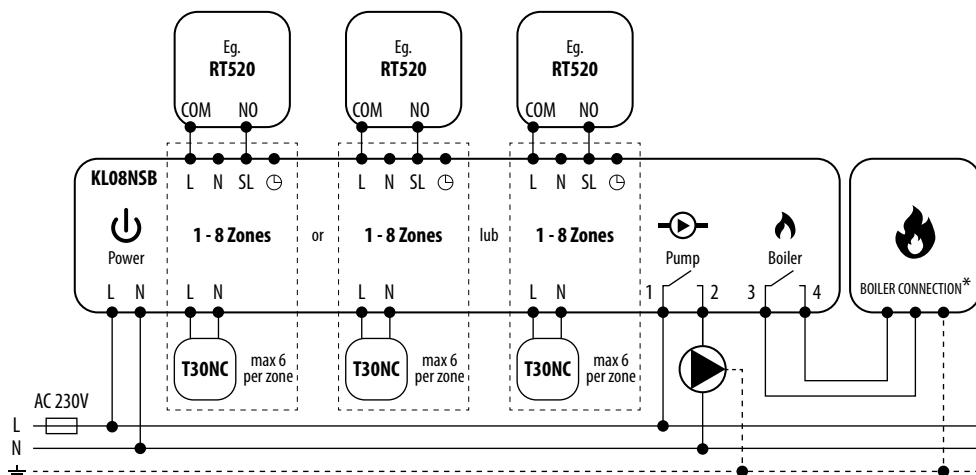 Eg. Eg. Eg.
RT520 RT520 RT520
COM NO COM NO COM NO
KL08NSB
L N SL L N SL L N SL
1 - 8 Zones or 1 - 8 Zones lub 1 - 8 Zones
Power Pump Boiler
BOILER CONNECTION*
L N L N L N L N 1 2 3 4
T30NC max 6 per zone T30NC max 6 per zone T30NC max 6 per zone
AC 230V
L
N